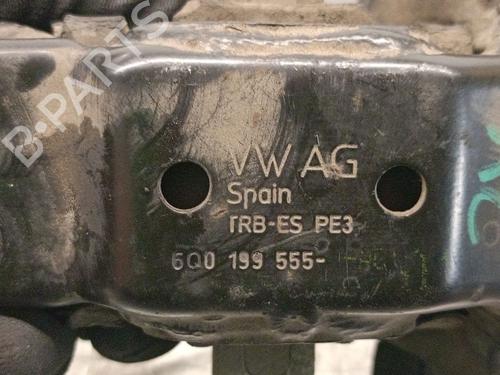 B-PARTS
VW AG
Spain
TRB-ES PE3
6Q0 199 555-